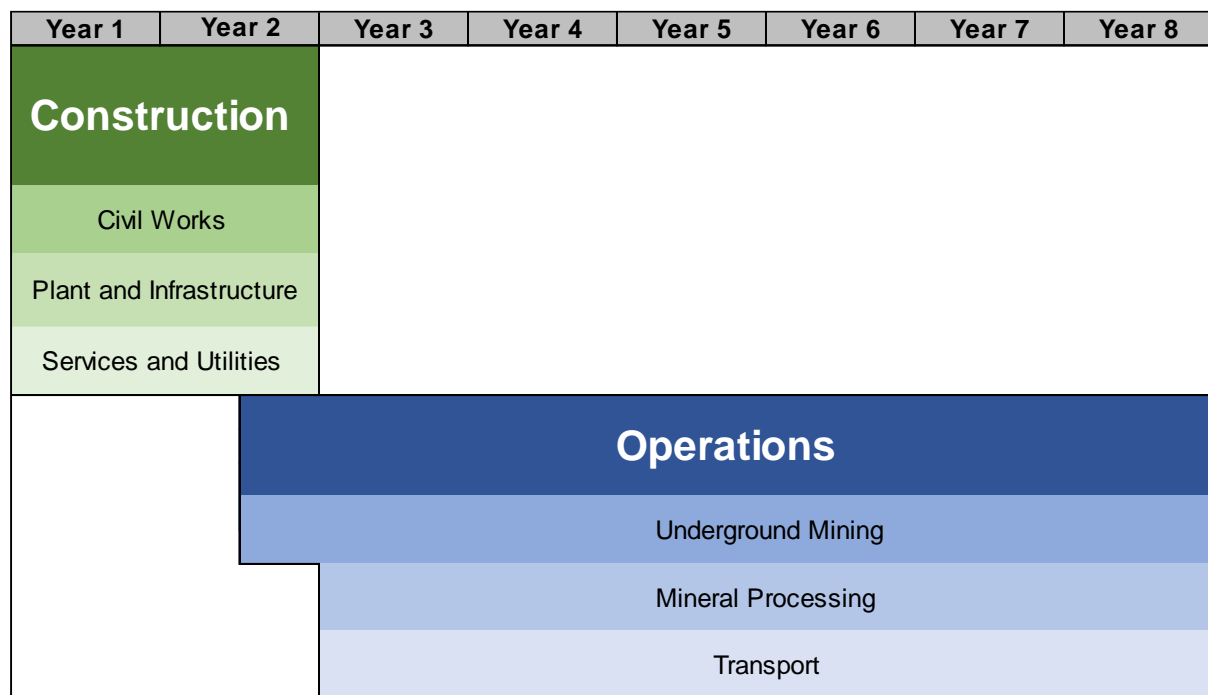 Year 1 Year 2 Year 3 Year 4 Year 5 Year 6 Year 7 Year 8
Construction
Civil Works
Plant and Infrastructure
Services and Utilities
Operations
Underground Mining
Mineral Processing
Transport